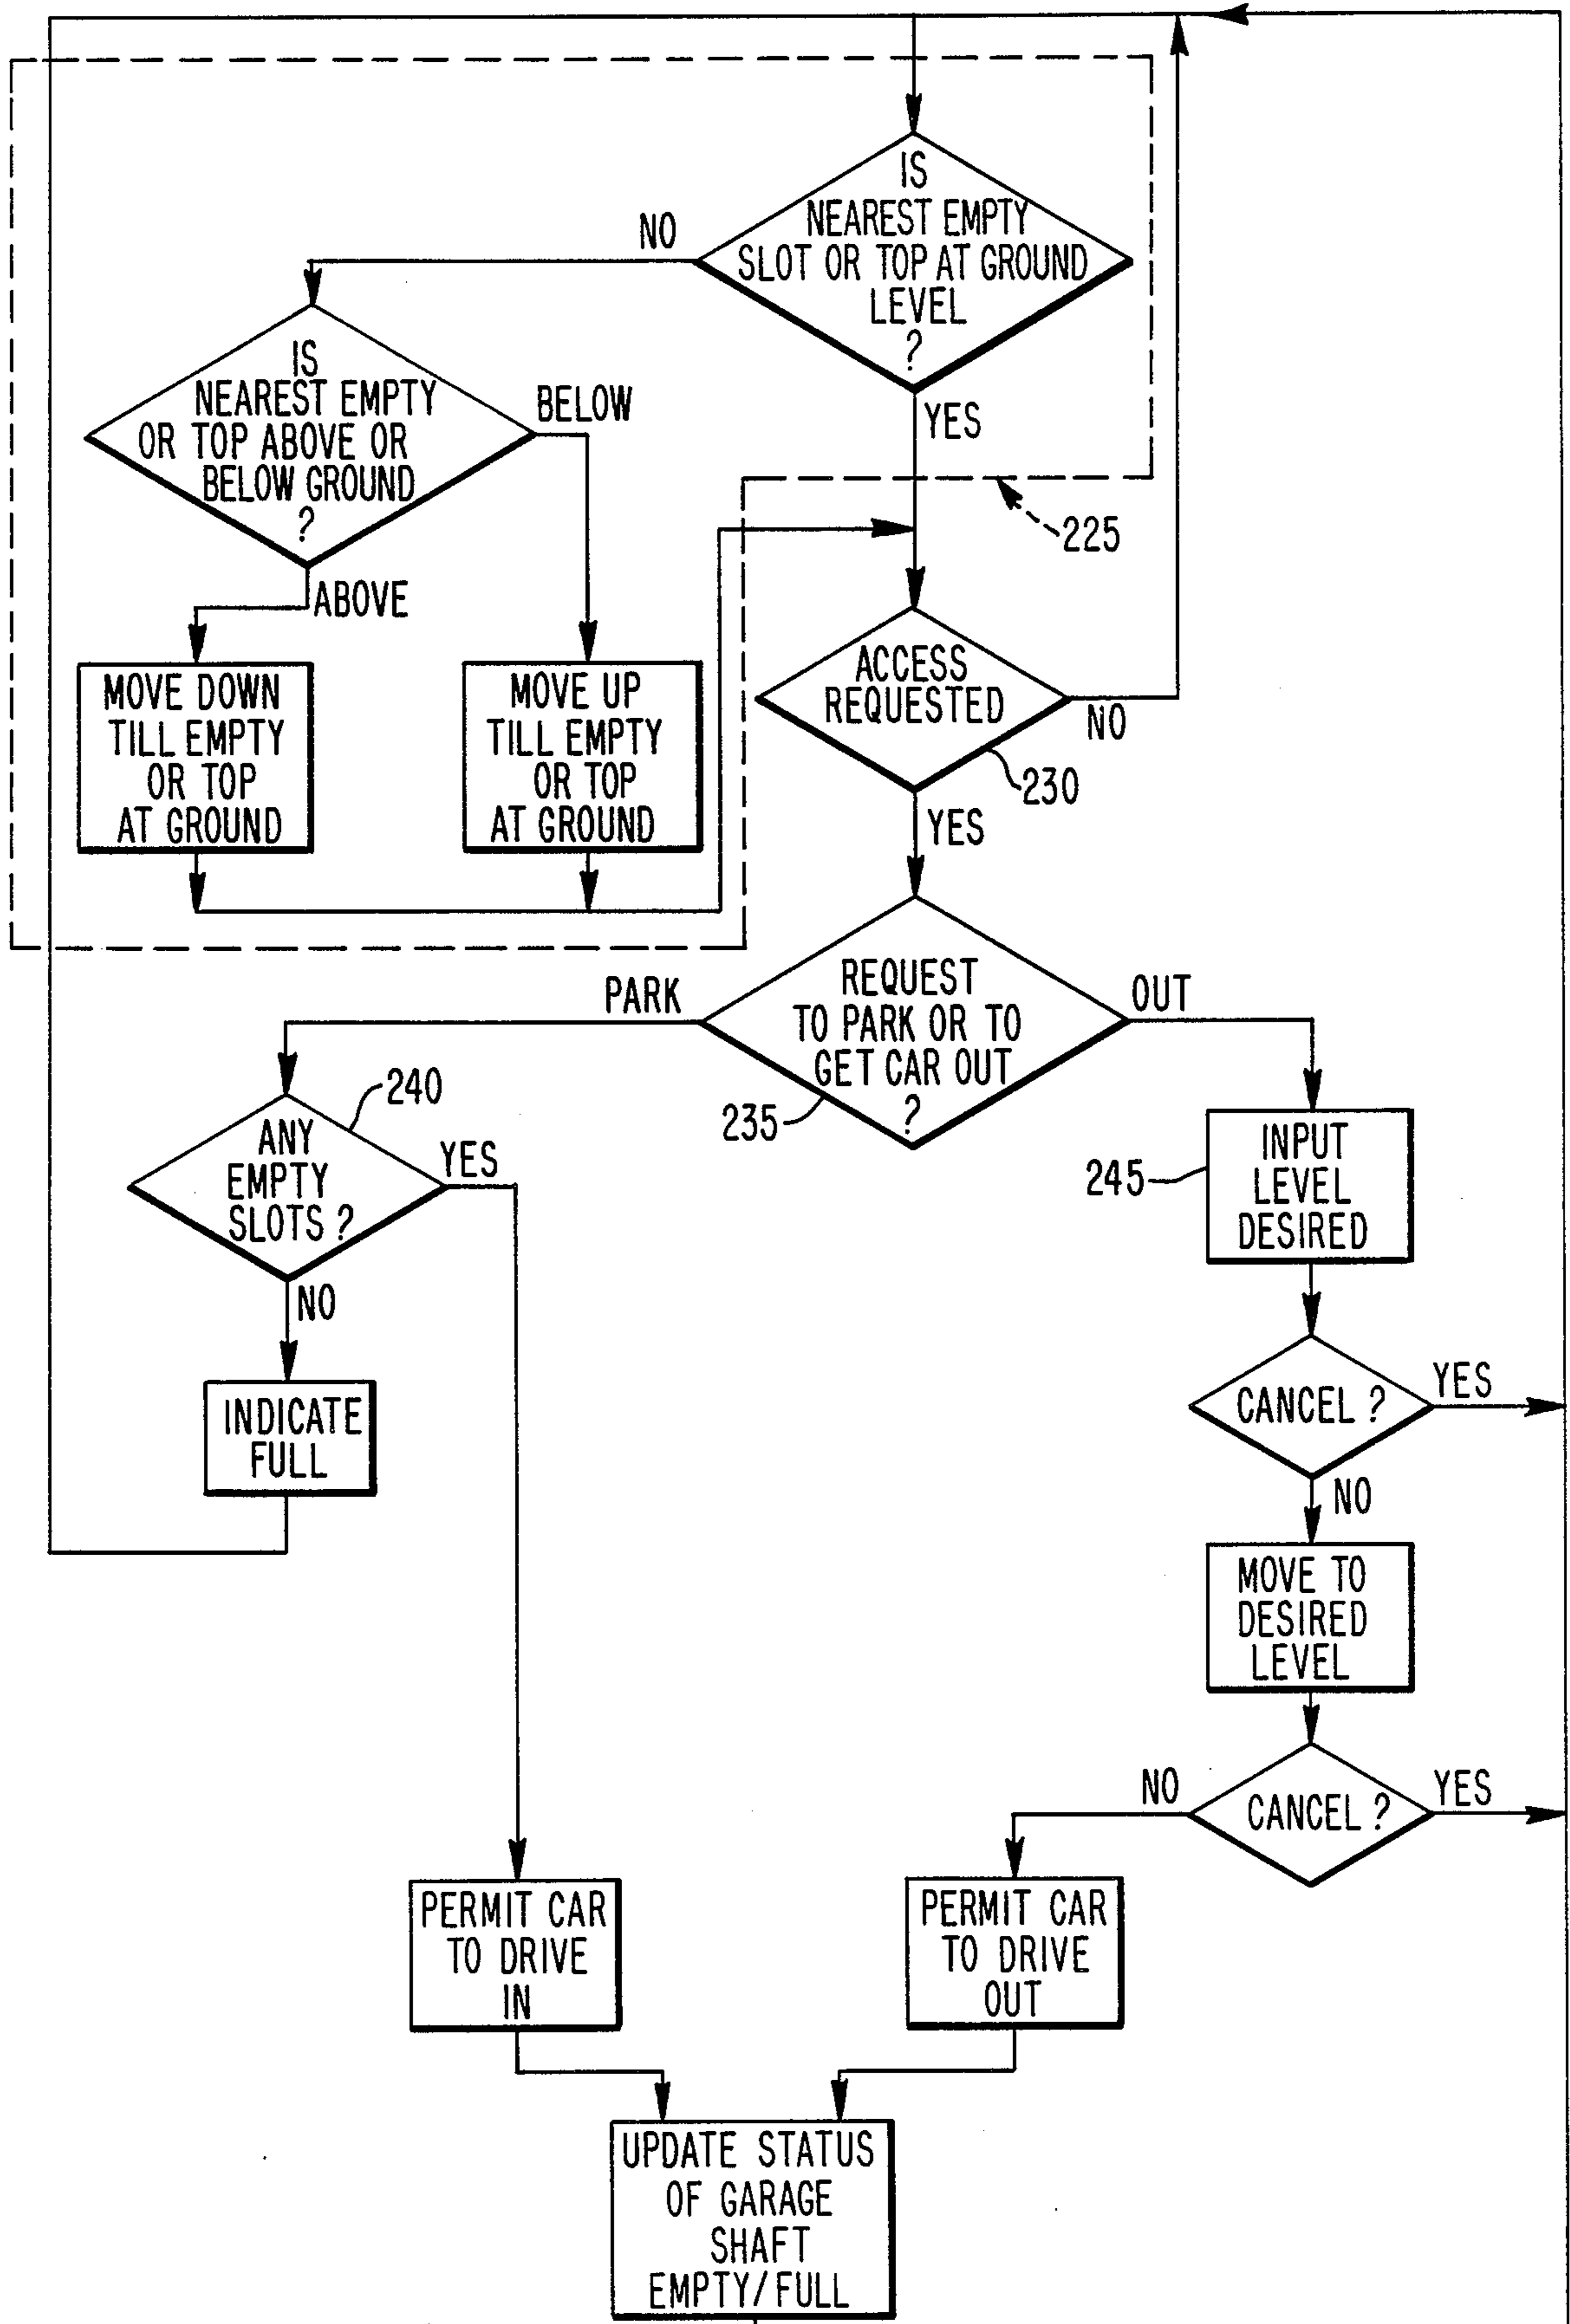 IS
NEAREST EMPTY
SLOT OR TOP AT GROUND
LEVEL
?
NO
YES
IS
NEAREST EMPTY
OR TOP ABOVE OR
BELOW GROUND
?
BELOW
ABOVE
225
MOVE DOWN
TILL EMPTY
OR TOP
AT GROUND
MOVE UP
TILL EMPTY
OR TOP
AT GROUND
ACCESS
REQUESTED
NO
230
YES
REQUEST
TO PARK OR TO
GET CAR OUT
?
PARK
OUT
235
240
ANY
EMPTY
SLOTS ?
YES
NO
245
INPUT
LEVEL
DESIRED
INDICATE
FULL
CANCEL ?
YES
NO
MOVE TO
DESIRED
LEVEL
CANCEL ?
NO
YES
PERMIT CAR
TO DRIVE
IN
PERMIT CAR
TO DRIVE
OUT
UPDATE STATUS
OF GARAGE
SHAFT
EMPTY/FULL